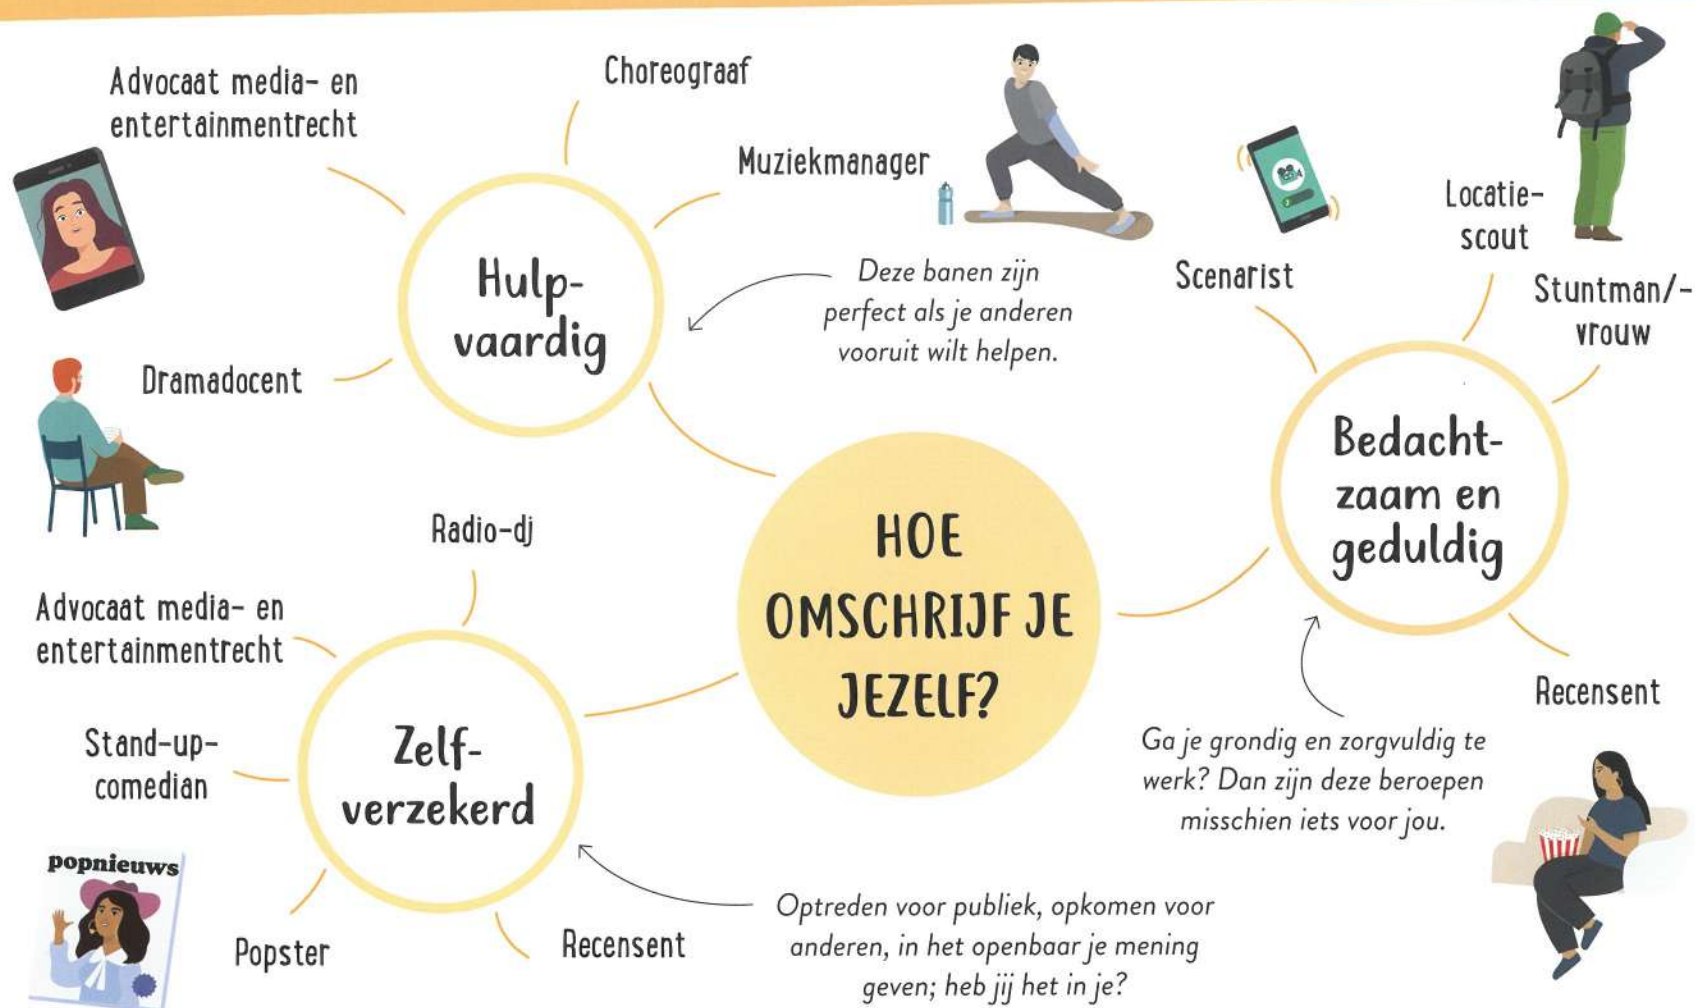 Advocaat media- en
entertainmentrecht
Choreograaf
Muziekmanager
Hulp-
vaardig
Dramadocent
Deze banen zijn
perfect als je anderen
vooruit wilt helpen.
Scenarist
Locatie-
scout
Stuntman/-
vrouw
Bedacht-
zaam en
geduldig
Recensent
Ga je grondig en zorgvuldig te
werk? Dan zijn deze beroepen
misschien iets voor jou.
HOE
OMSCHRIJF JE
JEZELF?
Radio-dj
Advocaat media- en
entertainmentrecht
Stand-up-
comedian
Zelf-
verzekerd
popnieuws
Popster
Recensent
Optreden voor publiek, opkomen voor
anderen, in het openbaar je mening
geven; heb jij het in je?